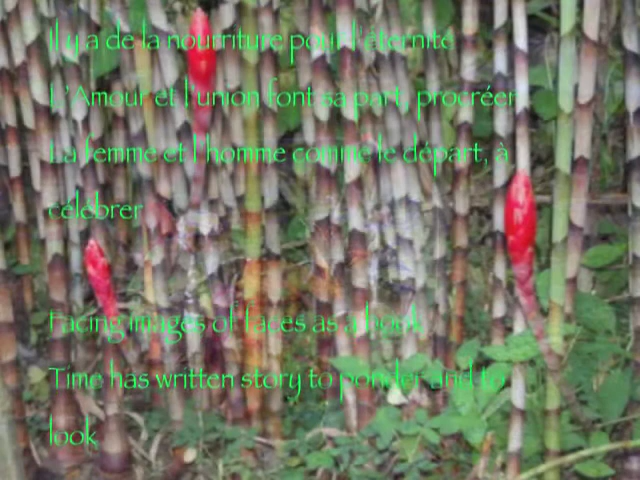 Il y a de la nourriture pour l'éternité
L'Amour et l'union font sa part, procréer
La femme et l'homme comme le départ, à
célébrer
Facing images of faces as a book
Time has written story to ponder and to
look